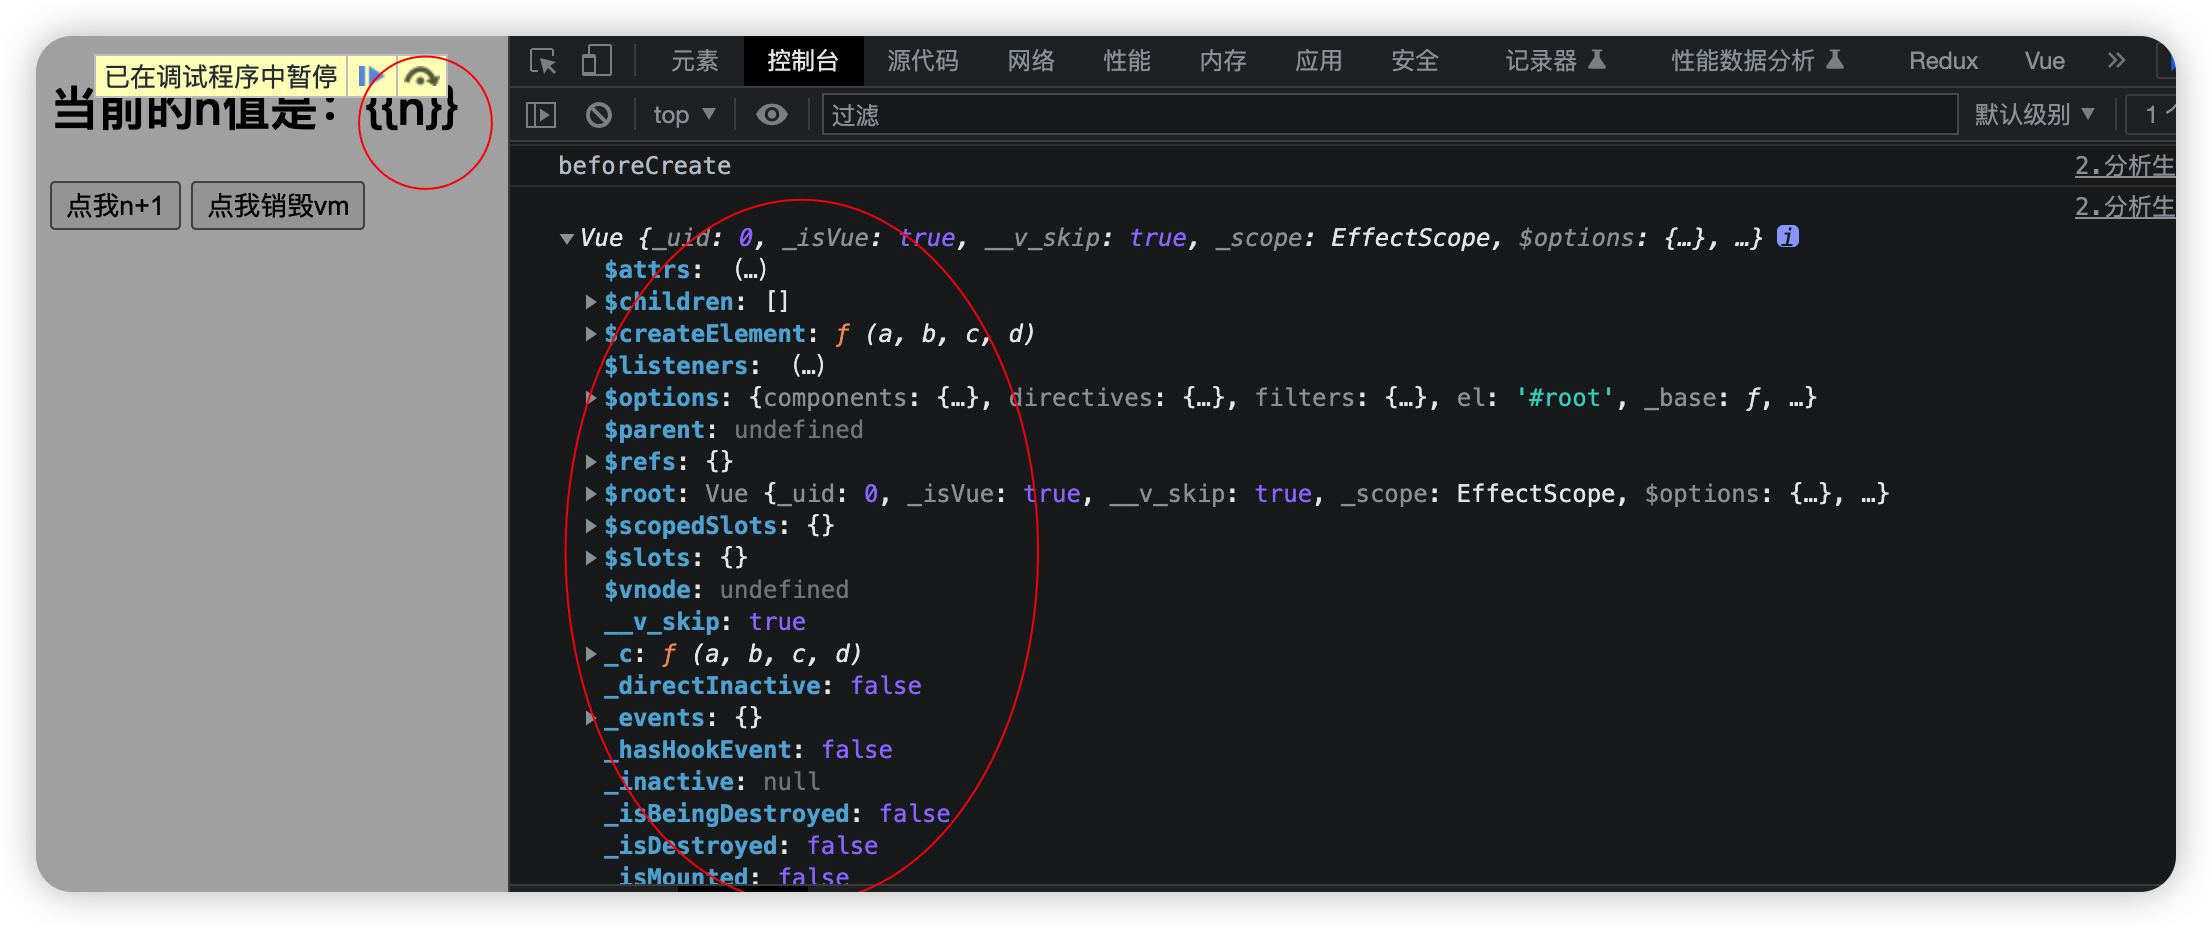 已在调试程序中暂停
当前的n值是：{{n}}
点我n+1 点我销毁vm
元素 控制台 源代码 网络 性能 内存 应用 安全 记录器 性能数据分析 Redux Vue
top ▼ 过滤 默认级别 ▼ 1
beforeCreate 2.分析生
2.分析生
▼Vue {_uid: 0, _isVue: true, __v_skip: true, _scope: EffectScope, $options: {…}, …} i
$attrs: (…)
▶$children: []
▶$createElement: ƒ (a, b, c, d)
$listeners: (…)
▶$options: {components: {…}, directives: {…}, filters: {…}, el: '#root', _base: ƒ, …}
$parent: undefined
▶$refs: {}
▶$root: Vue {_uid: 0, _isVue: true, __v_skip: true, _scope: EffectScope, $options: {…}, …}
▶$scopedSlots: {}
▶$slots: {}
$vnode: undefined
__v_skip: true
▶_c: ƒ (a, b, c, d)
_directInactive: false
▶_events: {}
_hasHookEvent: false
_inactive: null
_isBeingDestroyed: false
_isDestroyed: false
_isMounted: false